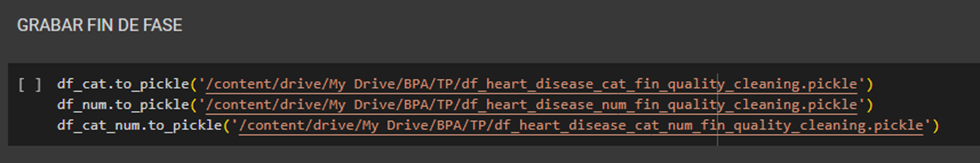 GRABAR FIN DE FASE
[ ] df_cat.to_pickle('/content/drive/My Drive/BPA/TP/df_heart_disease_cat_fin_quality_cleaning.pickle')
df_num.to_pickle('/content/drive/My Drive/BPA/TP/df_heart_disease_num_fin_quality_cleaning.pickle')
df_cat_num.to_pickle('/content/drive/My Drive/BPA/TP/df_heart_disease_cat_num_fin_quality_cleaning.pickle')